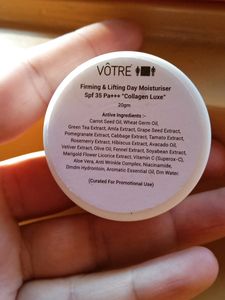 VÔTRE
Firming & Lifting Day Moisturiser
Spf 35 Pa+++ "Collagen Luxe"
20gm
Active Ingredients :-
Carrot Seed Oil, Wheat Germ Oil,
Green Tea Extract, Amla Extract, Grape Seed Extract,
Pomegranate Extract, Cabbage Extract, Tamato Extract,
Rosemerry Extract, Hibiscus Extract, Avacado Oil,
Vetiver Extract, Olive Oil, Fennel Extract, Soyabean Extract,
Marigold Flower Licorice Extract, Vitamin C (Superox-C),
Aloe Vera, Anti Wrinkle Complex, Niacinamide,
Dmdm Hydrontoin, Aromatic Essential Oil, Dm Water.
(Curated For Promotional Use)